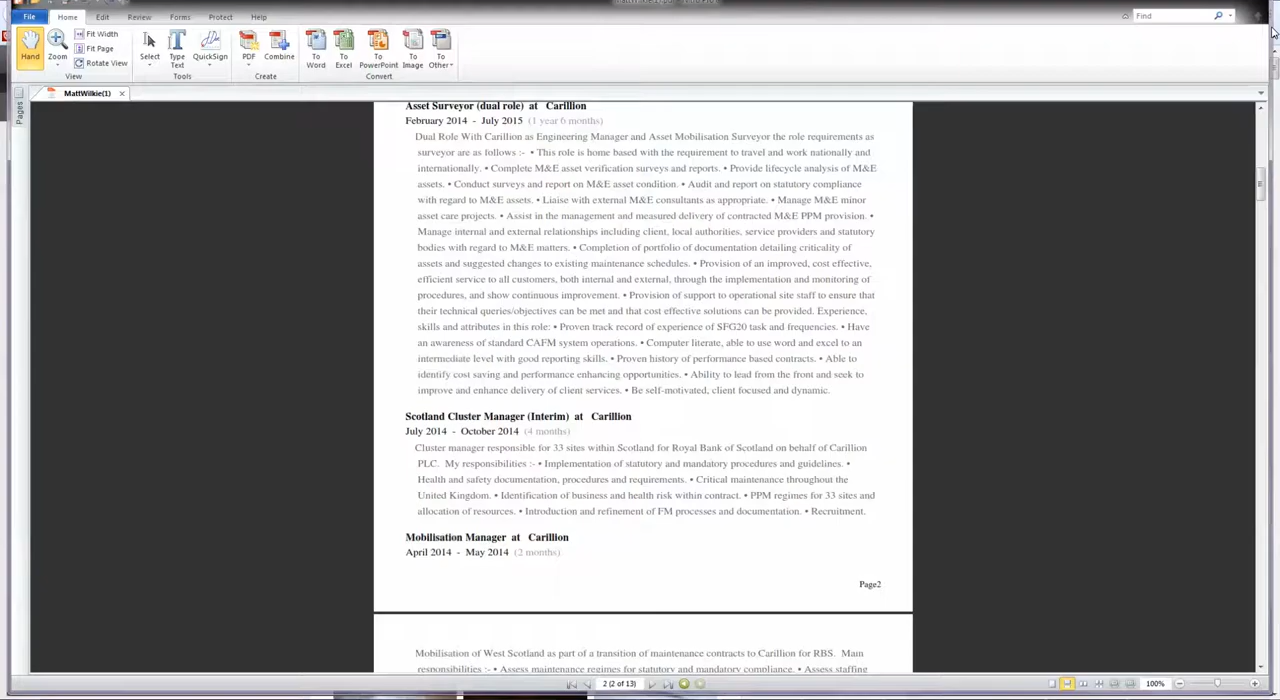 File Home Edit Review Forms Protect Help
Find
Hand
Zoom
Fit Width
Fit Page
Rotate View
View
Select
Type Text
QuickSign
Tools
PDF
Combine
Create
To Word
To Excel
To PowerPoint
To Image
To Other
Convert
MattWilkie(1)
Pages
Asset Surveyor (dual role) at Carillion
February 2014 - July 2015 (1 year 6 months)
Dual Role With Carillion as Engineering Manager and Asset Mobilisation Surveyor the role requirements as
surveyor are as follows :- • This role is home based with the requirement to travel and work nationally and
internationally. • Complete M&E asset verification surveys and reports. • Provide lifecycle analysis of M&E
assets. • Conduct surveys and report on M&E asset condition. • Audit and report on statutory compliance
with regard to M&E assets. • Liaise with external M&E consultants as appropriate. • Manage M&E minor
asset care projects. • Assist in the management and measured delivery of contracted M&E PPM provision. •
Manage internal and external relationships including client, local authorities, service providers and statutory
bodies with regard to M&E matters. • Completion of portfolio of documentation detailing criticality of
assets and suggested changes to existing maintenance schedules. • Provision of an improved, cost effective,
efficient service to all customers, both internal and external, through the implementation and monitoring of
procedures, and show continuous improvement. • Provision of support to operational site staff to ensure that
their technical queries/objectives can be met and that cost effective solutions can be provided. Experience,
skills and attributes in this role: • Proven track record of experience of SFG20 task and frequencies. • Have
an awareness of standard CAFM system operations. • Computer literate, able to use word and excel to an
intermediate level with good reporting skills. • Proven history of performance based contracts. • Able to
identify cost saving and performance enhancing opportunities. • Ability to lead from the front and seek to
improve and enhance delivery of client services. • Be self-motivated, client focused and dynamic.
Scotland Cluster Manager (Interim) at Carillion
July 2014 - October 2014 (4 months)
Cluster manager responsible for 33 sites within Scotland for Royal Bank of Scotland on behalf of Carillion
PLC. My responsibilities :- • Implementation of statutory and mandatory procedures and guidelines. •
Health and safety documentation, procedures and requirements. • Critical maintenance throughout the
United Kingdom. • Identification of business and health risk within contract. • PPM regimes for 33 sites and
allocation of resources. • Introduction and refinement of FM processes and documentation. • Recruitment.
Mobilisation Manager at Carillion
April 2014 - May 2014 (2 months)
Page2
Mobilisation of West Scotland as part of a transition of maintenance contracts to Carillion for RBS. Main
responsibilities :- • Assess maintenance regimes for statutory and mandatory compliance. • Assess staffing
2 (2 of 13)
100%